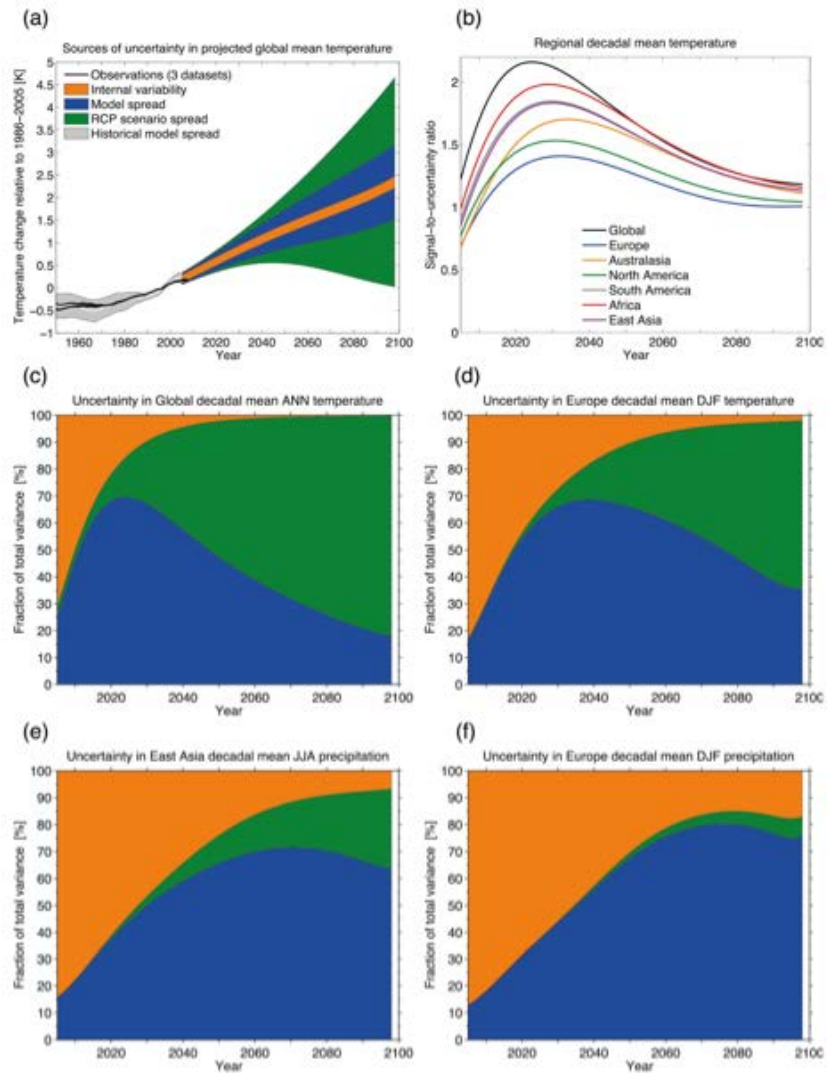 (a)
Sources of uncertainty in projected global mean temperature
Temperature change relative to 1986–2005 [K]
5
4.5
4
3.5
3
2.5
2
1.5
1
0.5
0
−0.5
−1
Observations (3 datasets)
Internal variability
Model spread
RCP scenario spread
Historical model spread
1960 1980 2000 2020 2040 2060 2080 2100
Year
(b)
Regional decadal mean temperature
Signal−to−uncertainty ratio
2
1.5
1
0.5
0
Global
Europe
Australasia
North America
South America
Africa
East Asia
2020 2040 2060 2080 2100
Year
(c)
Uncertainty in Global decadal mean ANN temperature
Fraction of total variance [%]
100
90
80
70
60
50
40
30
20
10
0
2020 2040 2060 2080 2100
Year
(d)
Uncertainty in Europe decadal mean DJF temperature
Fraction of total variance [%]
100
90
80
70
60
50
40
30
20
10
0
2020 2040 2060 2080 2100
Year
(e)
Uncertainty in East Asia decadal mean JJA precipitation
Fraction of total variance [%]
100
90
80
70
60
50
40
30
20
10
0
2020 2040 2060 2080 2100
Year
(f)
Uncertainty in Europe decadal mean DJF precipitation
Fraction of total variance [%]
100
90
80
70
60
50
40
30
20
10
0
2020 2040 2060 2080 2100
Year